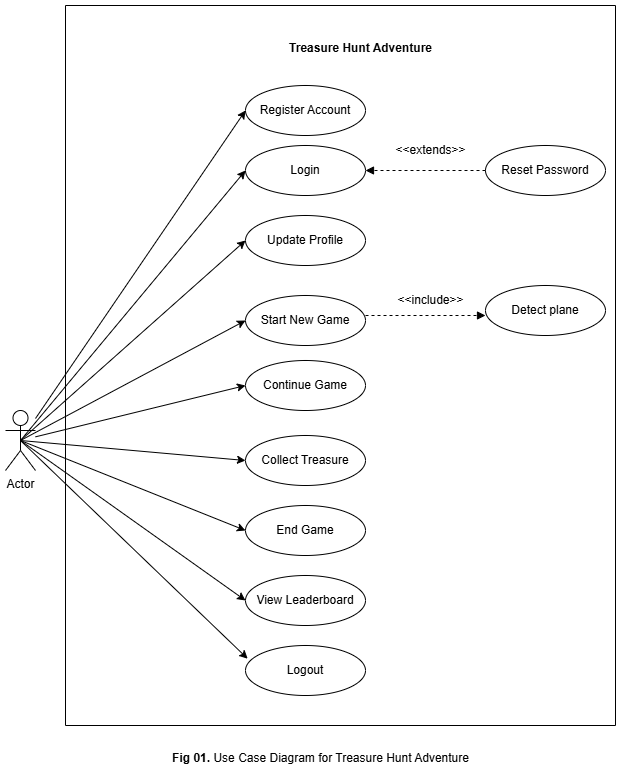 Treasure Hunt Adventure
Register Account
<<extends>>
Login
Reset Password
Update Profile
<<include>>
Start New Game
Detect plane
Continue Game
Collect Treasure
Actor
End Game
View Leaderboard
Logout
Fig 01. Use Case Diagram for Treasure Hunt Adventure